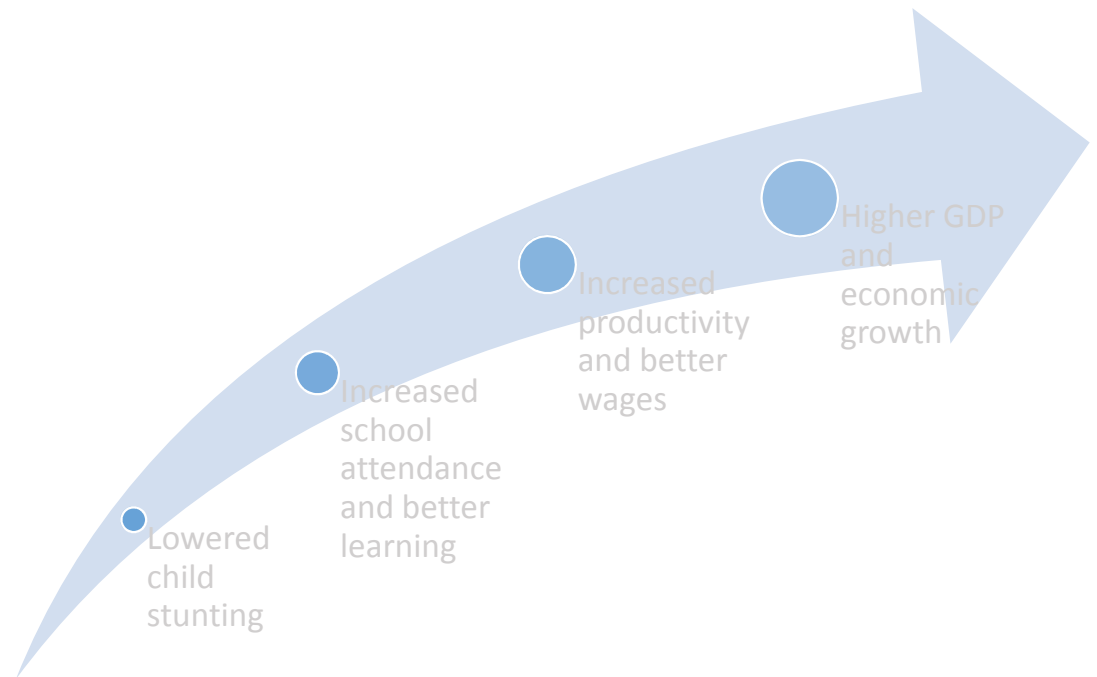 Lowered
child
stunting
Increased
school
attendance
and better
learning
Increased
productivity
and better
wages
Higher GDP
and
economic
growth